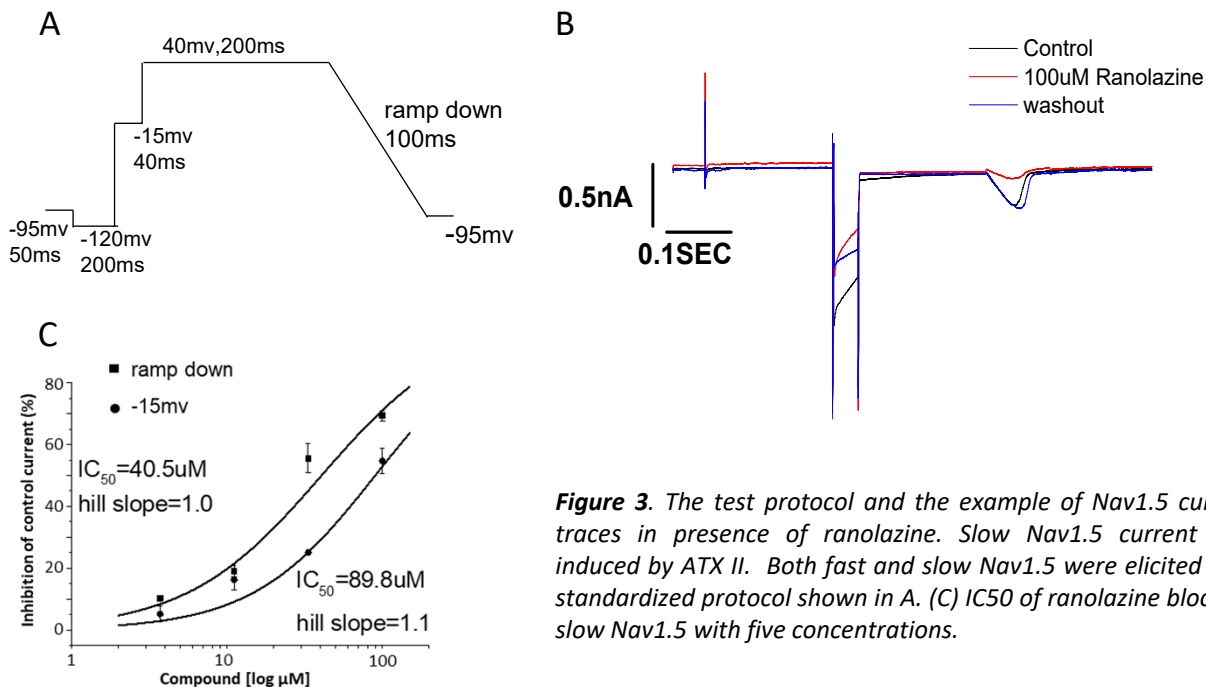 A
40mv,200ms
ramp down
100ms
-15mv
40ms
-95mv
50ms
-120mv
200ms
-95mv
B
Control
100uM Ranolazine
washout
0.5nA
0.1SEC
C
ramp down
-15mv
Inhibition of control current (%)
80
60
40
20
0
IC50=40.5uM
hill slope=1.0
IC50=89.8uM
hill slope=1.1
1
10
100
Compound [log µM]
Figure 3. The test protocol and the example of Nav1.5
traces in presence of ranolazine. Slow Nav1.5 current
induced by ATX II. Both fast and slow Nav1.5 were elicited
standardized protocol shown in A. (C) IC50 of ranolazine
slow Nav1.5 with five concentrations.